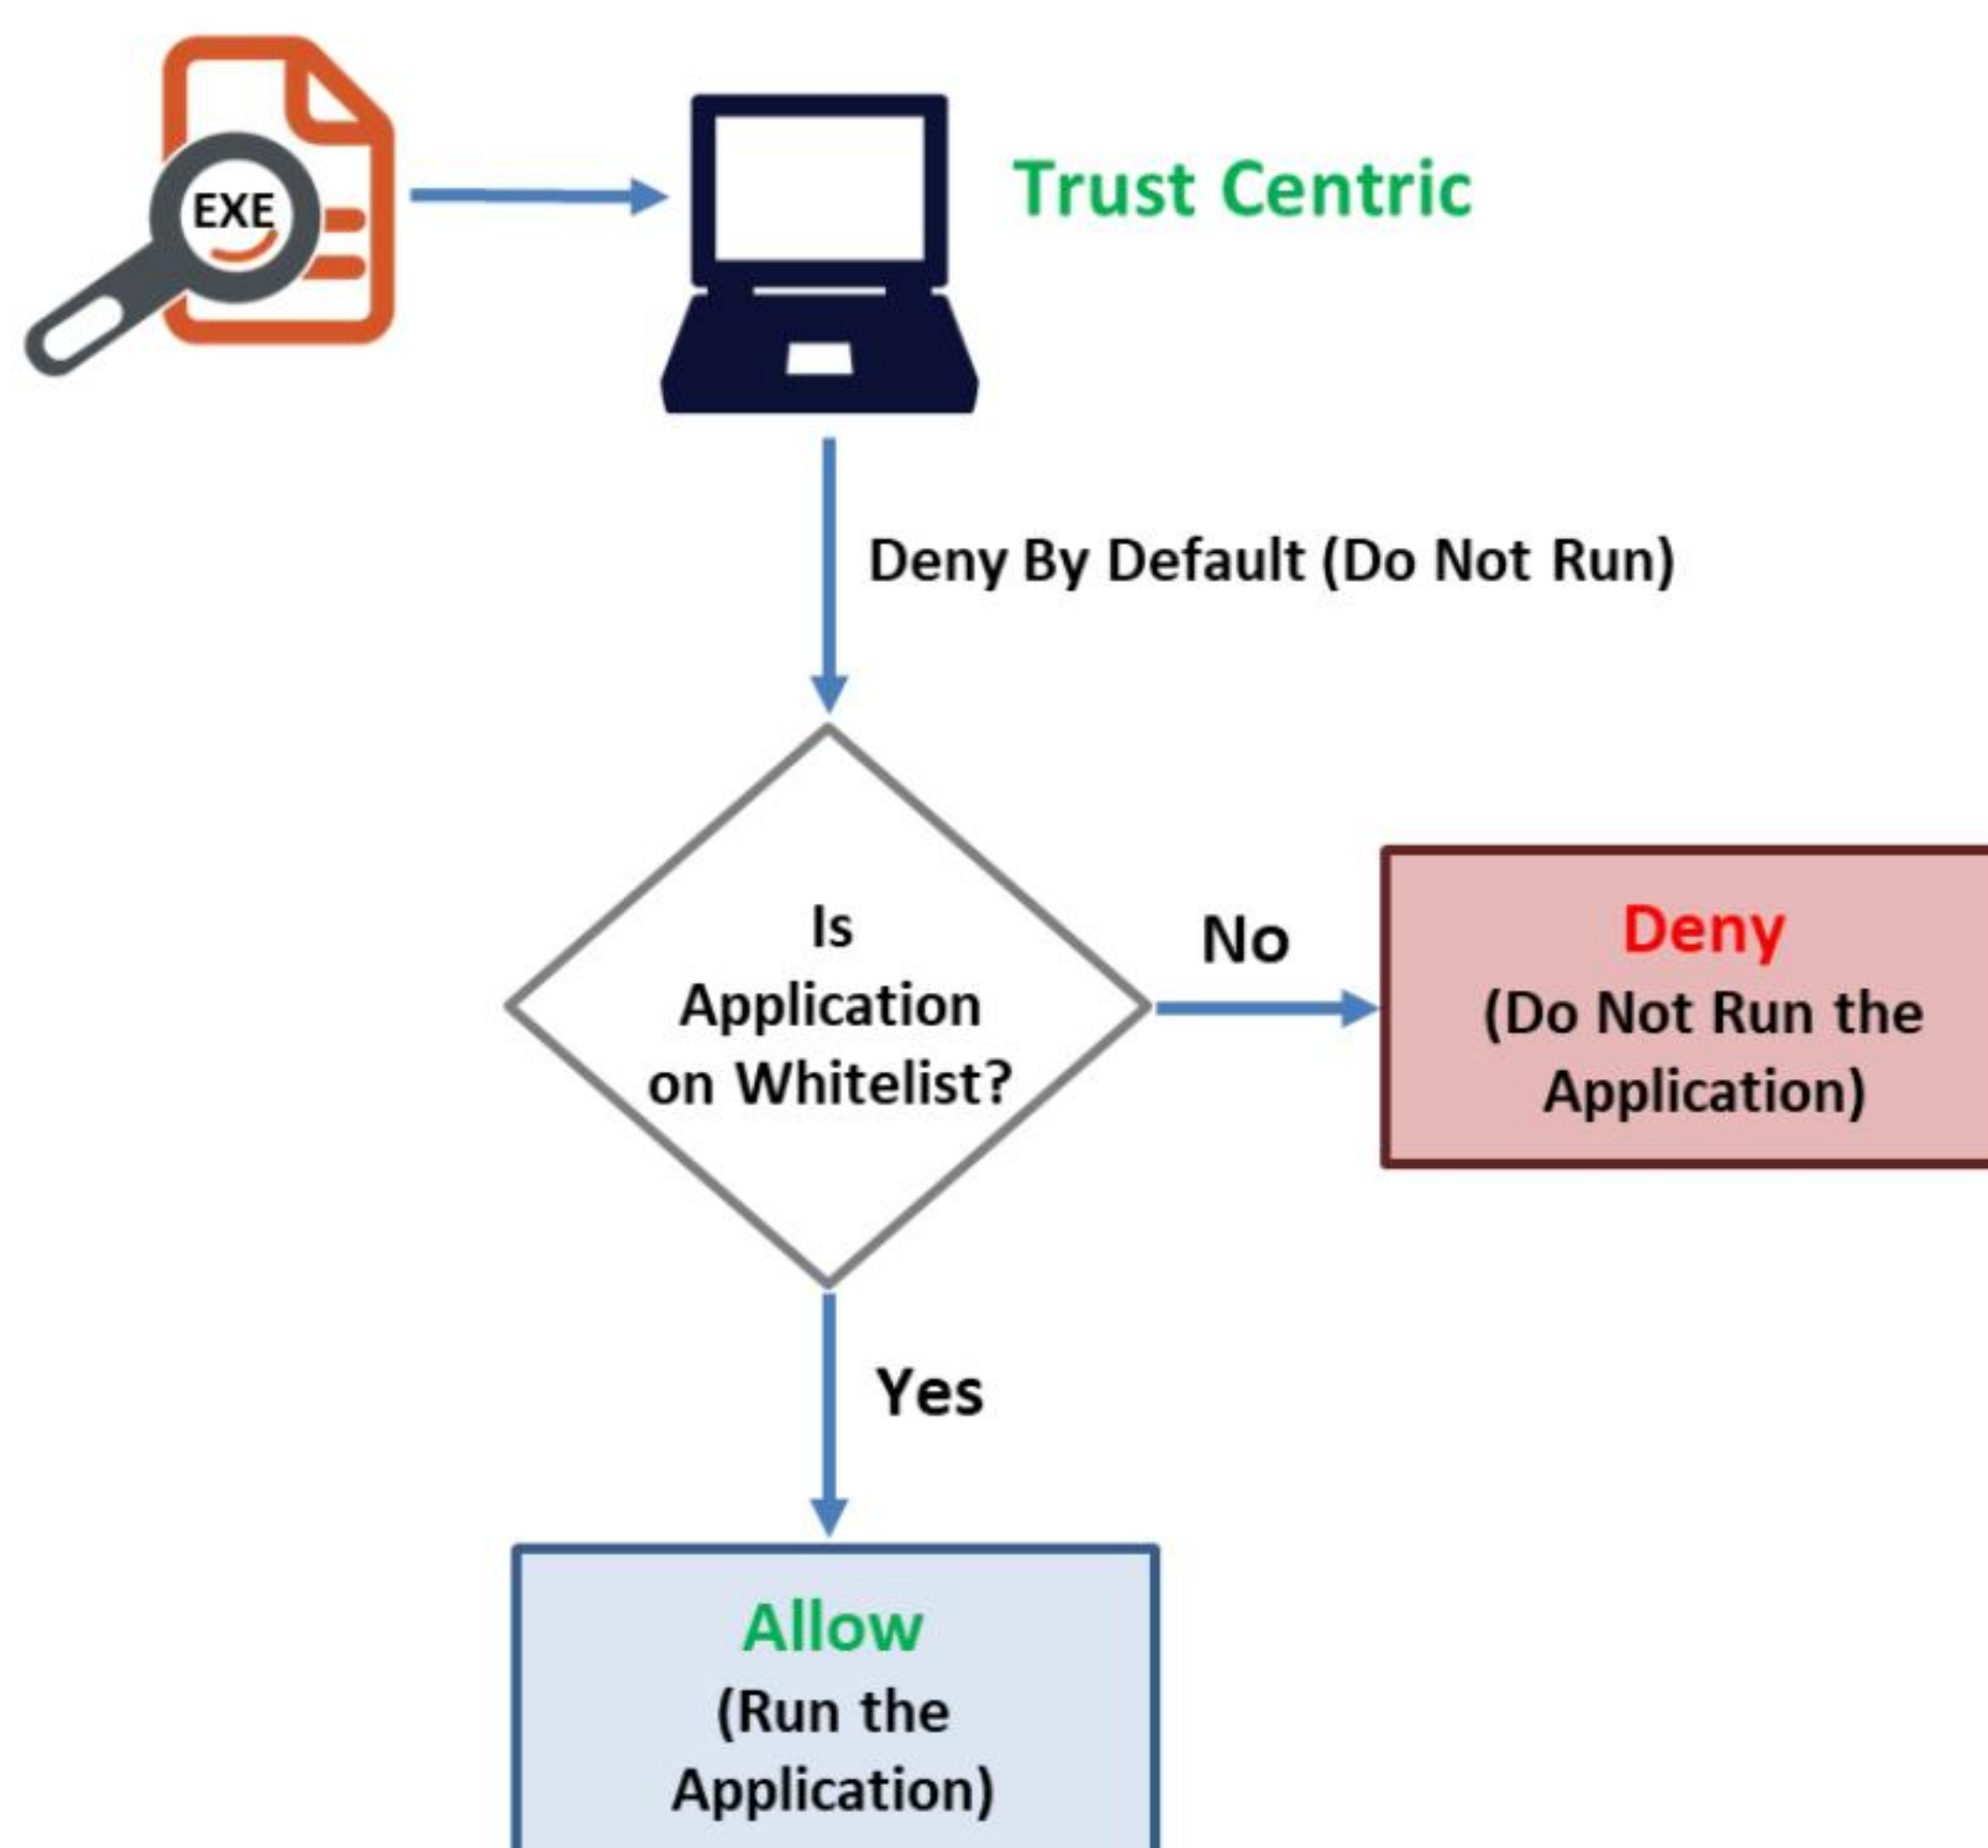 EXE
Trust Centric
Deny By Default (Do Not Run)
Is
Application
on Whitelist?
No
Deny
(Do Not Run the
Application)
Yes
Allow
(Run the
Application)